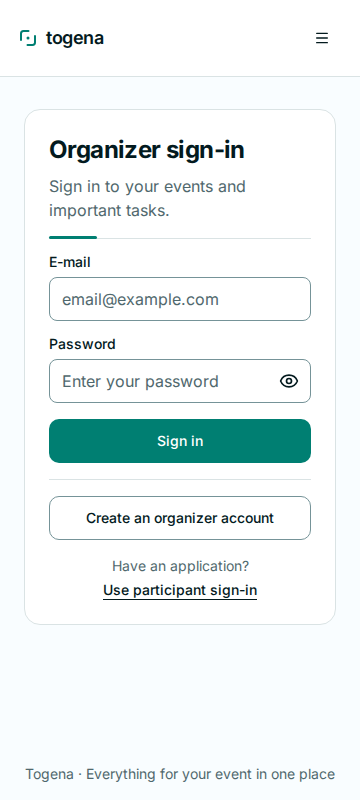 togena
Organizer sign-in
Sign in to your events and
important tasks.
E-mail
email@example.com
Password
Enter your password
Sign in
Create an organizer account
Have an application?
Use participant sign-in
Togena · Everything for your event in one place